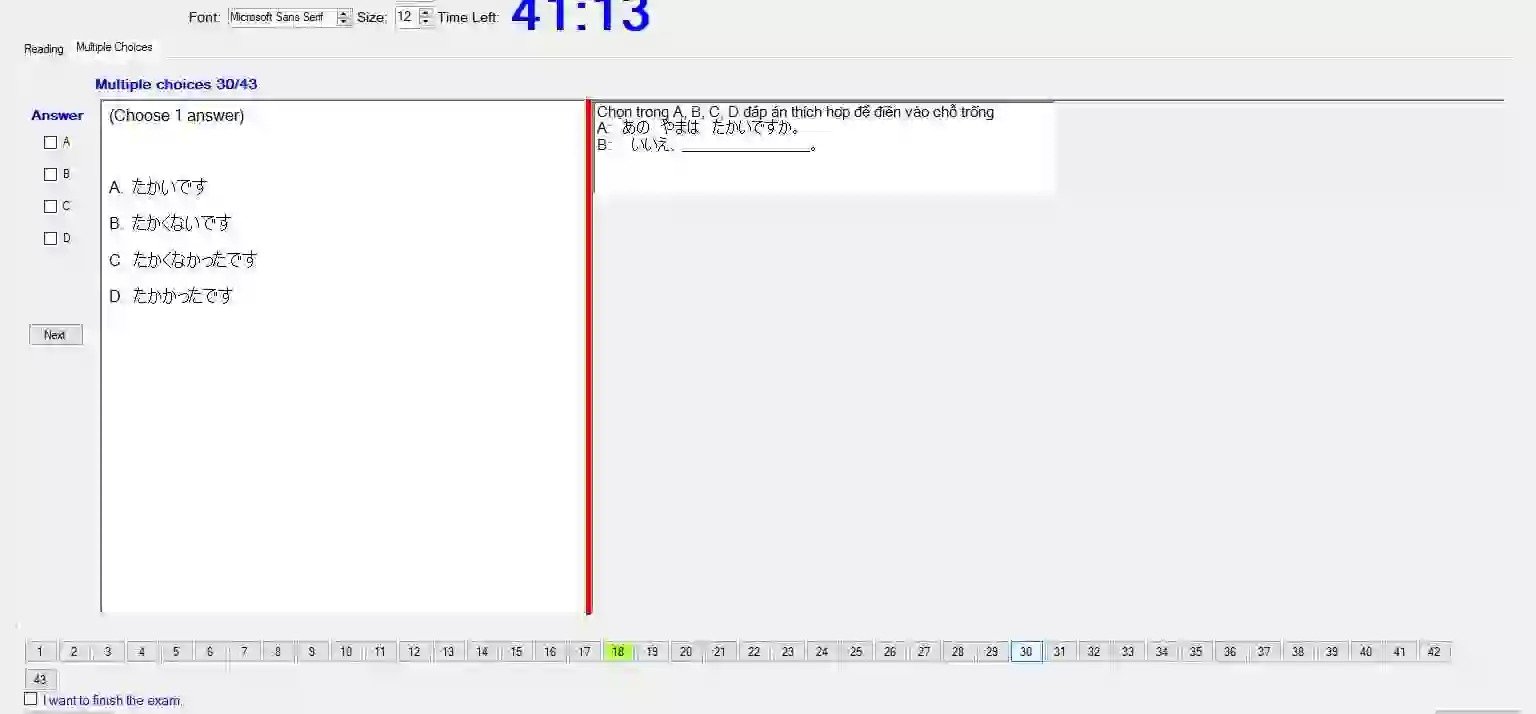 Font: Microsoft Sans Serif Size: 12 Time Left: 41:13
Reading Multiple Choices
Multiple choices 30/43
Answer
A
B
C
D
Next
(Choose 1 answer)
A. たかいです
B. たかくないです
C たかくなかったです
D. たかかったです
Chọn trong A, B, C, D đáp án thích hợp để điền vào chỗ trống
A: あの やまは たかいですか。
B: いいえ、________________。
1 2 3 4 5 6 7 8 9 10 11 12 13 14 15 16 17 18 19 20 21 22 23 24 25 26 27 28 29 30 31 32 33 34 35 36 37 38 39 40 41 42
43
I want to finish the exam.